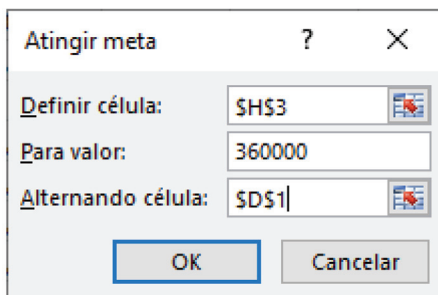 Atingir meta ? ×
Definir célula: $H$3
Para valor: 360000
Alternando célula: $D$1
OK Cancelar